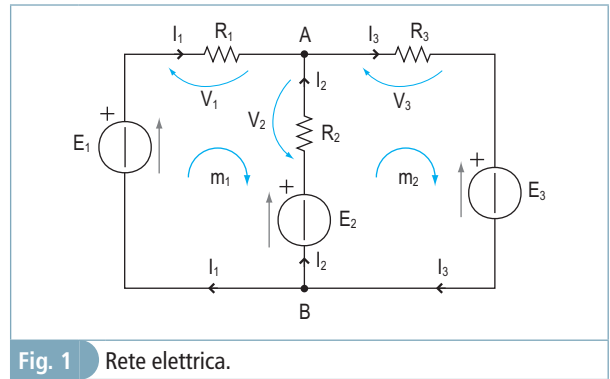 I₁ R₁ A I₃ R₃
I₂
V₁ V₂ V₃
R₂
+ E₁
m₁ m₂
+ E₃
+ E₂
I₁ I₂ I₃
B
Fig. 1 Rete elettrica.